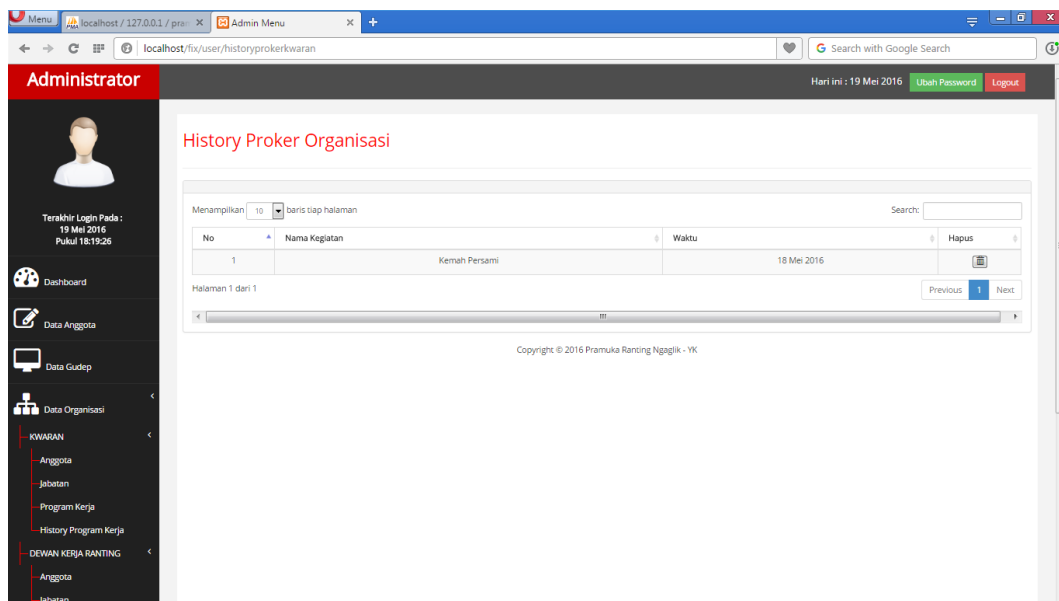 Menu
localhost / 127.0.0.1 / pra
Admin Menu
localhost/fix/user/historyprokerkwaran
Search with Google Search
Administrator
Hari ini : 19 Mei 2016
Ubah Password
Logout
Terakhir Login Pada :
19 Mei 2016
Pukul 18:19:26
Dashboard
Data Anggota
Data Gudep
Data Organisasi
KWARAN
Anggota
Jabatan
Program Kerja
History Program Kerja
DEWAN KERJA RANTING
Anggota
Jabatan
History Proker Organisasi
Menampilkan 10 baris tiap halaman
Search:
No Nama Kegiatan Waktu Hapus
1 Kemah Persami 18 Mei 2016
Halaman 1 dari 1
Previous 1 Next
Copyright © 2016 Pramuka Ranting Ngaglik - YK